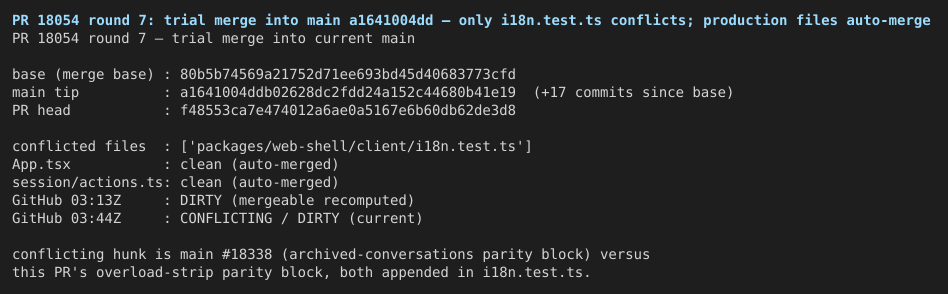 PR 18054 round 7: trial merge into main a1641004dd — only i18n.test.ts conflicts; production files auto-merge
PR 18054 round 7 — trial merge into current main
base (merge base) : 80b5b74569a21752d71ee693bd45d40683773cfd
main tip : a1641004ddb02628dc2fdd24a152c44680b41e19 (+17 commits since base)
PR head : f48553ca7e474012a6ae0a5167e6b60db62de3d8
conflicted files : ['packages/web-shell/client/i18n.test.ts']
App.tsx : clean (auto-merged)
session/actions.ts: clean (auto-merged)
GitHub 03:13Z : DIRTY (mergeable recomputed)
GitHub 03:44Z : CONFLICTING / DIRTY (current)
conflicting hunk is main #18338 (archived-conversations parity block) versus
this PR's overload-strip parity block, both appended in i18n.test.ts.